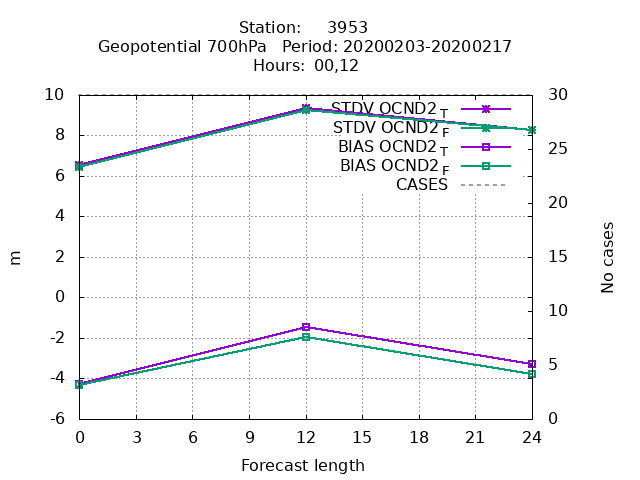 Station: 3953
Geopotential 700hPa Period: 20200203-20200217
Hours: 00,12
10 30
STDV OCND2 T
8 STDV OCND2 F
25
BIAS OCND2 T
BIAS OCND2 F
6
CASES
20
4
2 15
m
No cases
0
10
-2
5
-4
-6 0
0 3 6 9 12 15 18 21 24
Forecast length